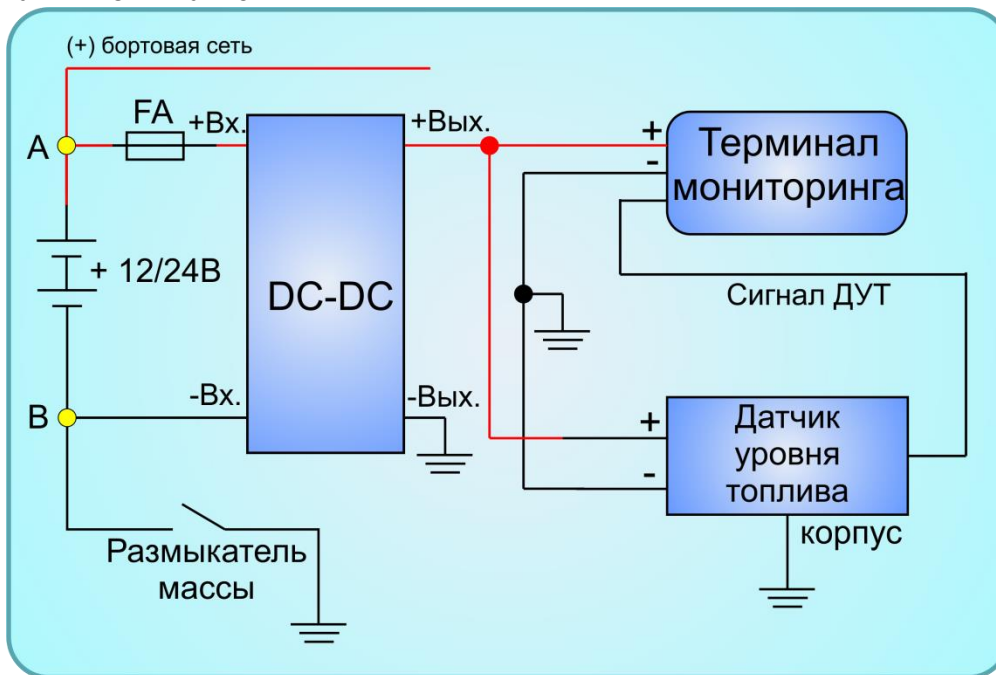 (+) бортовая сеть
FA
+Вх.
+Вых.
A
+
-
Терминал
мониторинга
+ 12/24В
DC-DC
Сигнал ДУТ
B
-Вх.
-Вых.
+
-
Датчик
уровня
топлива
корпус
Размыкатель
массы